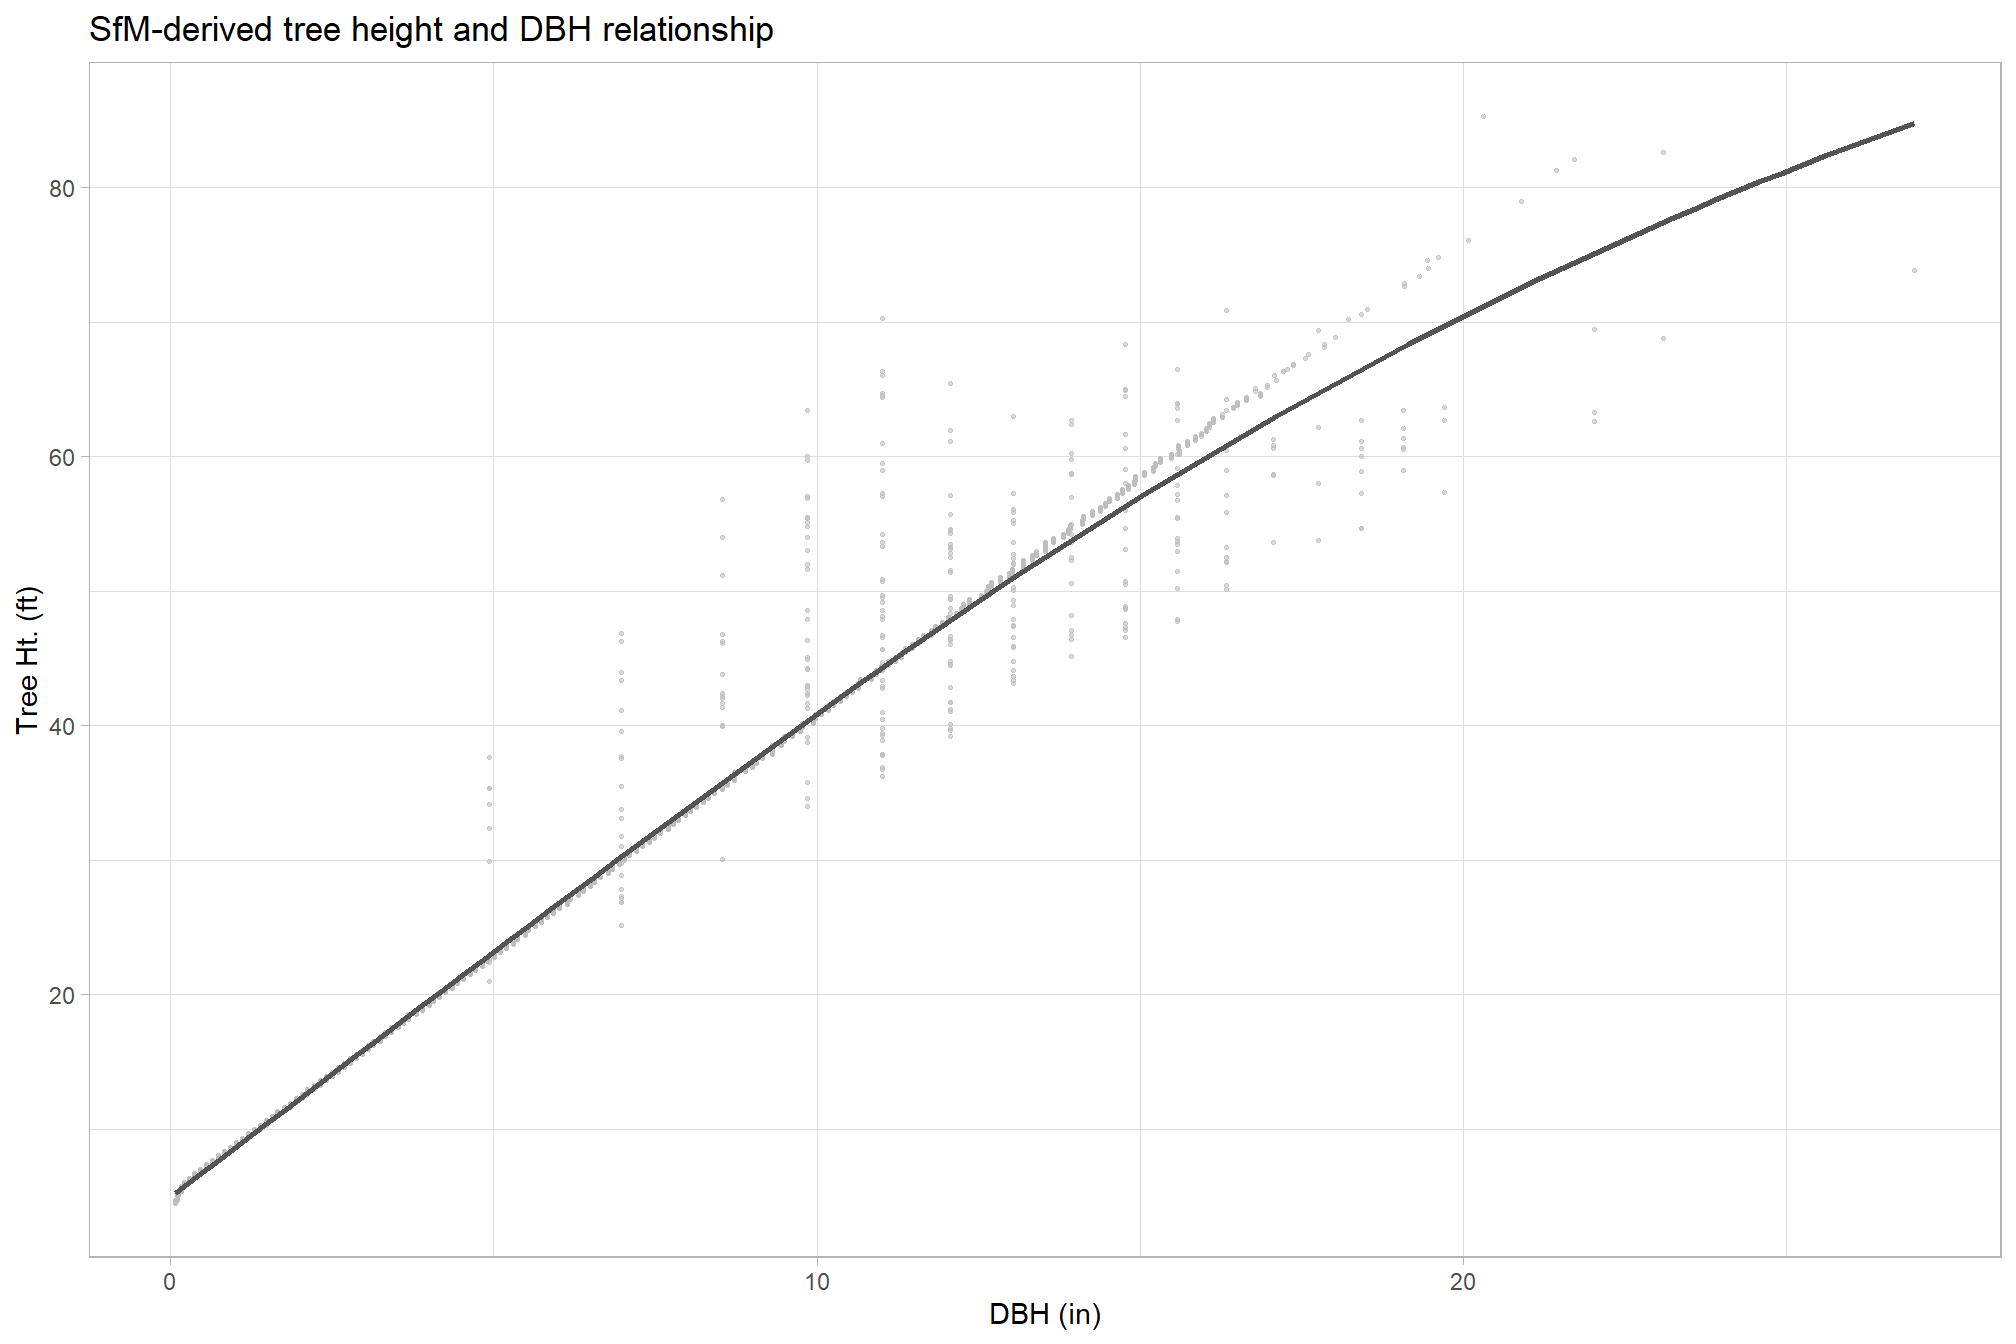 SfM-derived tree height and DBH relationship
Tree Ht. (ft)
80
60
40
20
0
10
20
DBH (in)